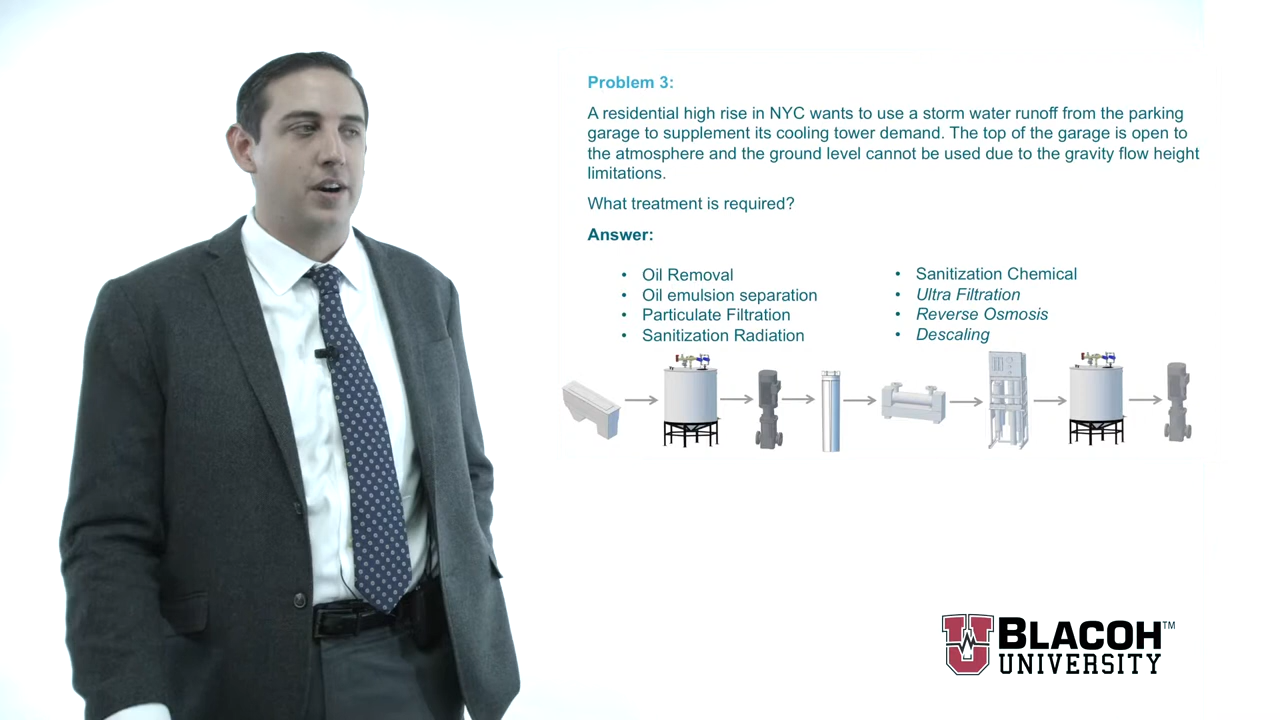 Problem 3:
A residential high rise in NYC wants to use a storm water runoff from the parking
garage to supplement its cooling tower demand. The top of the garage is open to
the atmosphere and the ground level cannot be used due to the gravity flow height
limitations.
What treatment is required?
Answer:
• Oil Removal
• Oil emulsion separation
• Particulate Filtration
• Sanitization Radiation
• Sanitization Chemical
• Ultra Filtration
• Reverse Osmosis
• Descaling
U BLACOH™
UNIVERSITY